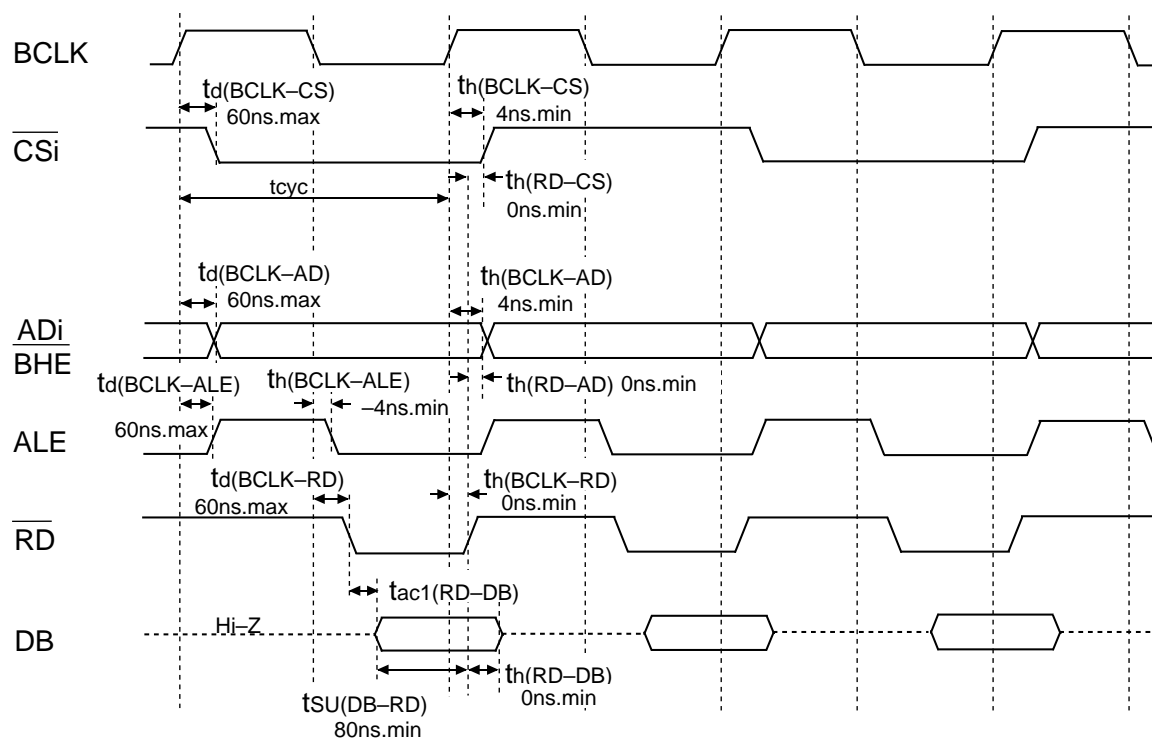 BCLK
td(BCLK–CS)
60ns.max
th(BCLK–CS)
4ns.min
CSi
tcyc
th(RD–CS)
0ns.min
td(BCLK–AD)
60ns.max
th(BCLK–AD)
4ns.min
ADi
BHE
td(BCLK–ALE)
60ns.max
th(BCLK–ALE)
–4ns.min
th(RD–AD) 0ns.min
ALE
td(BCLK–RD)
60ns.max
th(BCLK–RD)
0ns.min
RD
tac1(RD–DB)
Hi–Z
DB
tSU(DB–RD)
80ns.min
th(RD–DB)
0ns.min